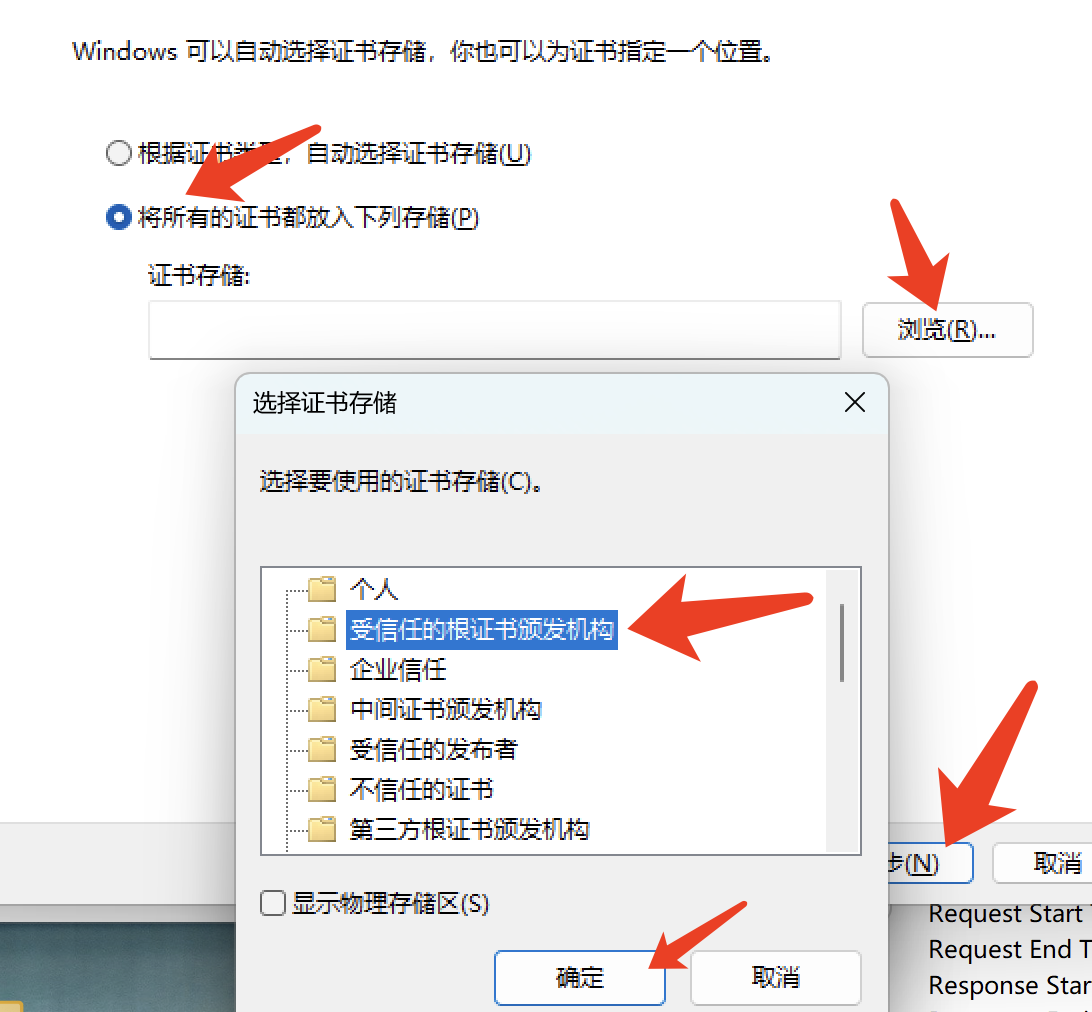 Windows 可以自动选择证书存储，你也可以为证书指定一个位置。
根据证书类型，自动选择证书存储(U)
将所有的证书都放入下列存储(P)
证书存储:
浏览(R)...
选择证书存储
选择要使用的证书存储(C)。
个人
受信任的根证书颁发机构
企业信任
中间证书颁发机构
受信任的发布者
不信任的证书
第三方根证书颁发机构
步(N)
取消
显示物理存储区(S)
Request Start
Request End T
Response Star
确定
取消